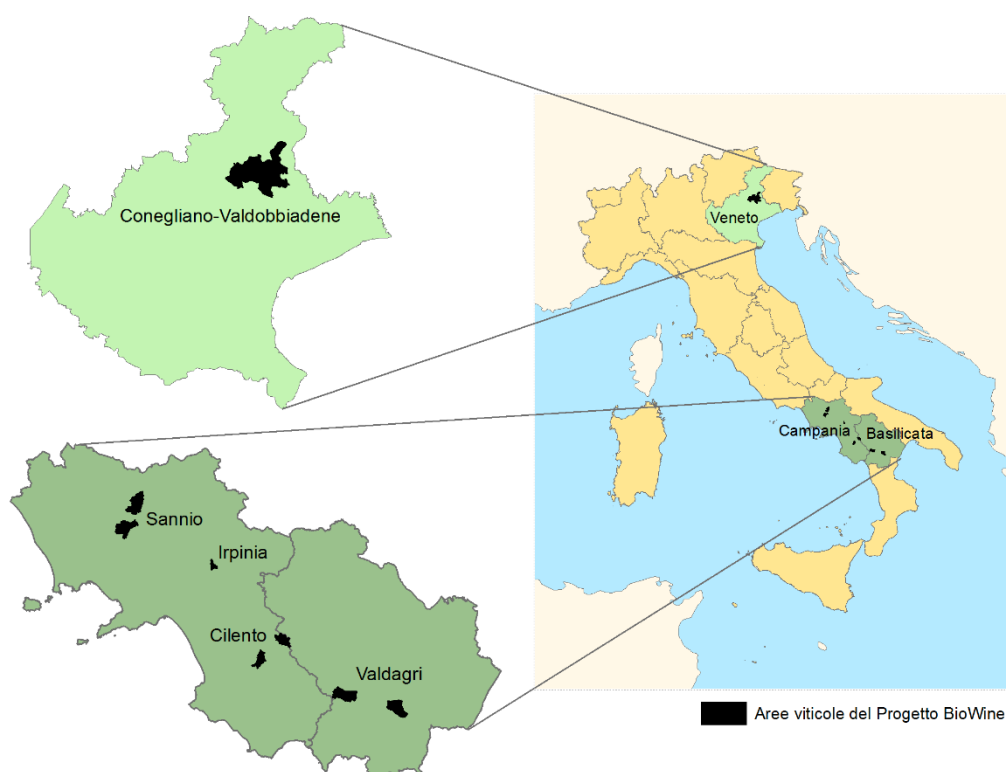 Conegliano-Valdobbiadene
Veneto
Campania
Basilicata
Sannio
Irpinia
Cilento
Valdagri
Aree viticole del Progetto BioWine